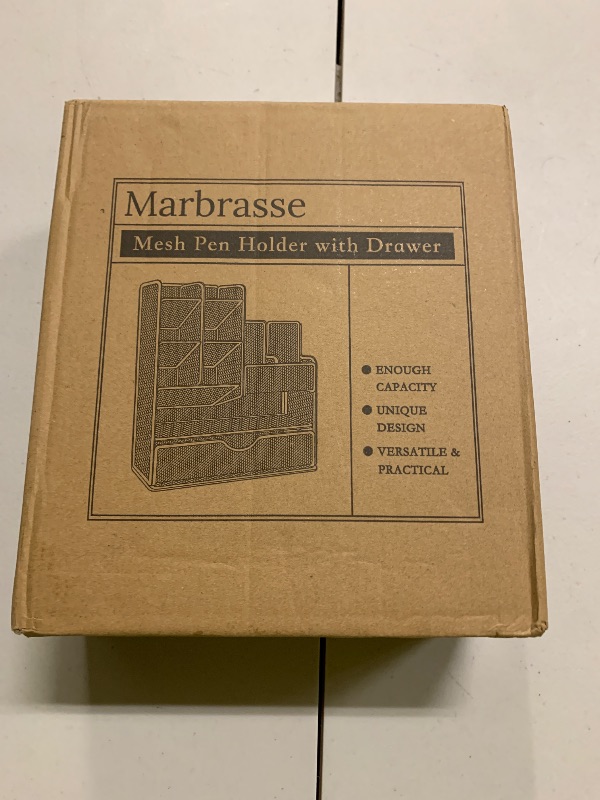 Marbrasse
Mesh Pen Holder with Drawer
● ENOUGH
CAPACITY
● UNIQUE
DESIGN
● VERSATILE &
PRACTICAL